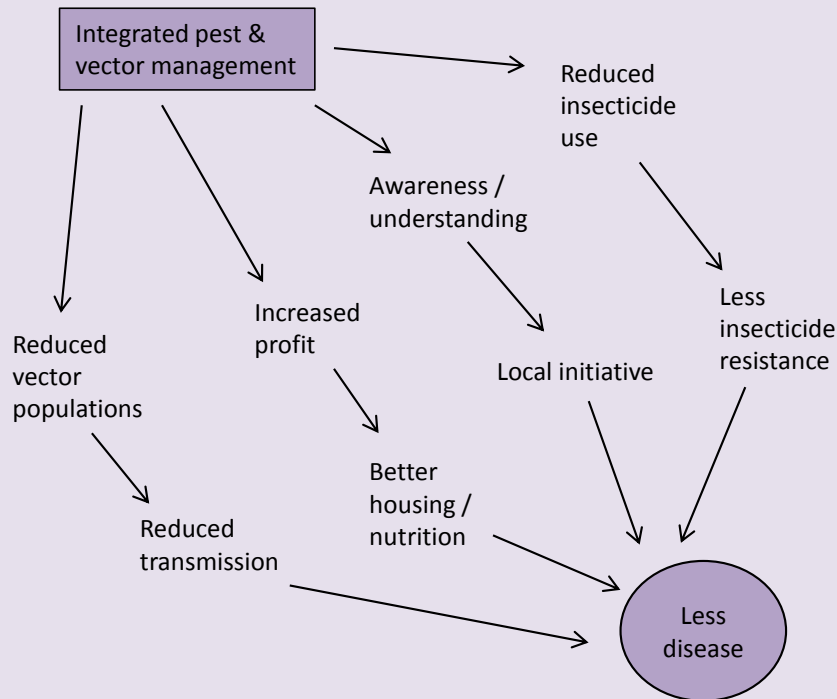 Integrated pest &
vector management
Reduced
insecticide
use
Awareness /
understanding
Increased
profit
Less
insecticide
resistance
Reduced
vector
populations
Local initiative
Better
housing /
nutrition
Reduced
transmission
Less
disease